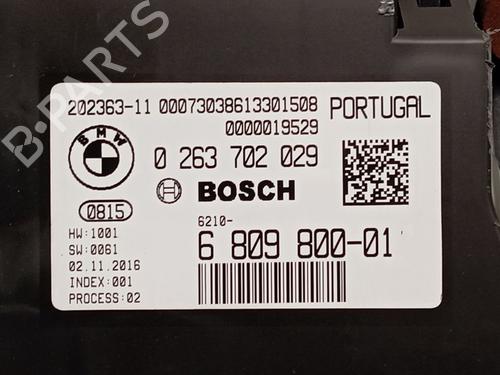 B-PARTS
202363-11 00073038613301508 PORTUGAL
0000019529
BMW
0 263 702 029
BOSCH
0815
6210-
6 809 800-01
HW:1001
SW:0061
02.11.2016
INDEX:001
PROCESS:02